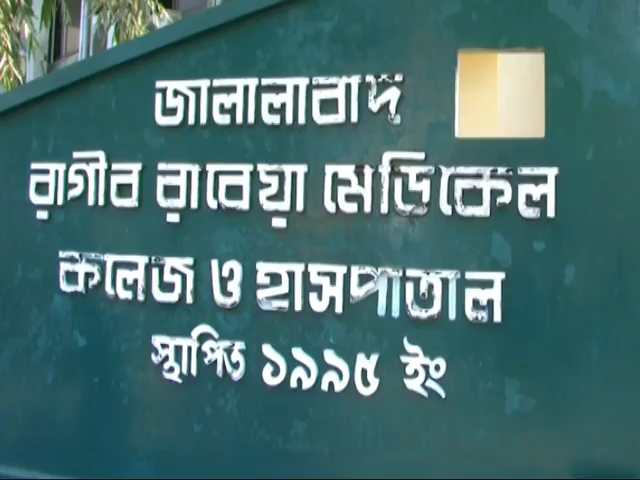 জালালাবাদ
রাগীব রাবেয়া মেডিকেল
কলেজ ও হাসপাতাল
স্থাপিত ১৯৯৫ ইং